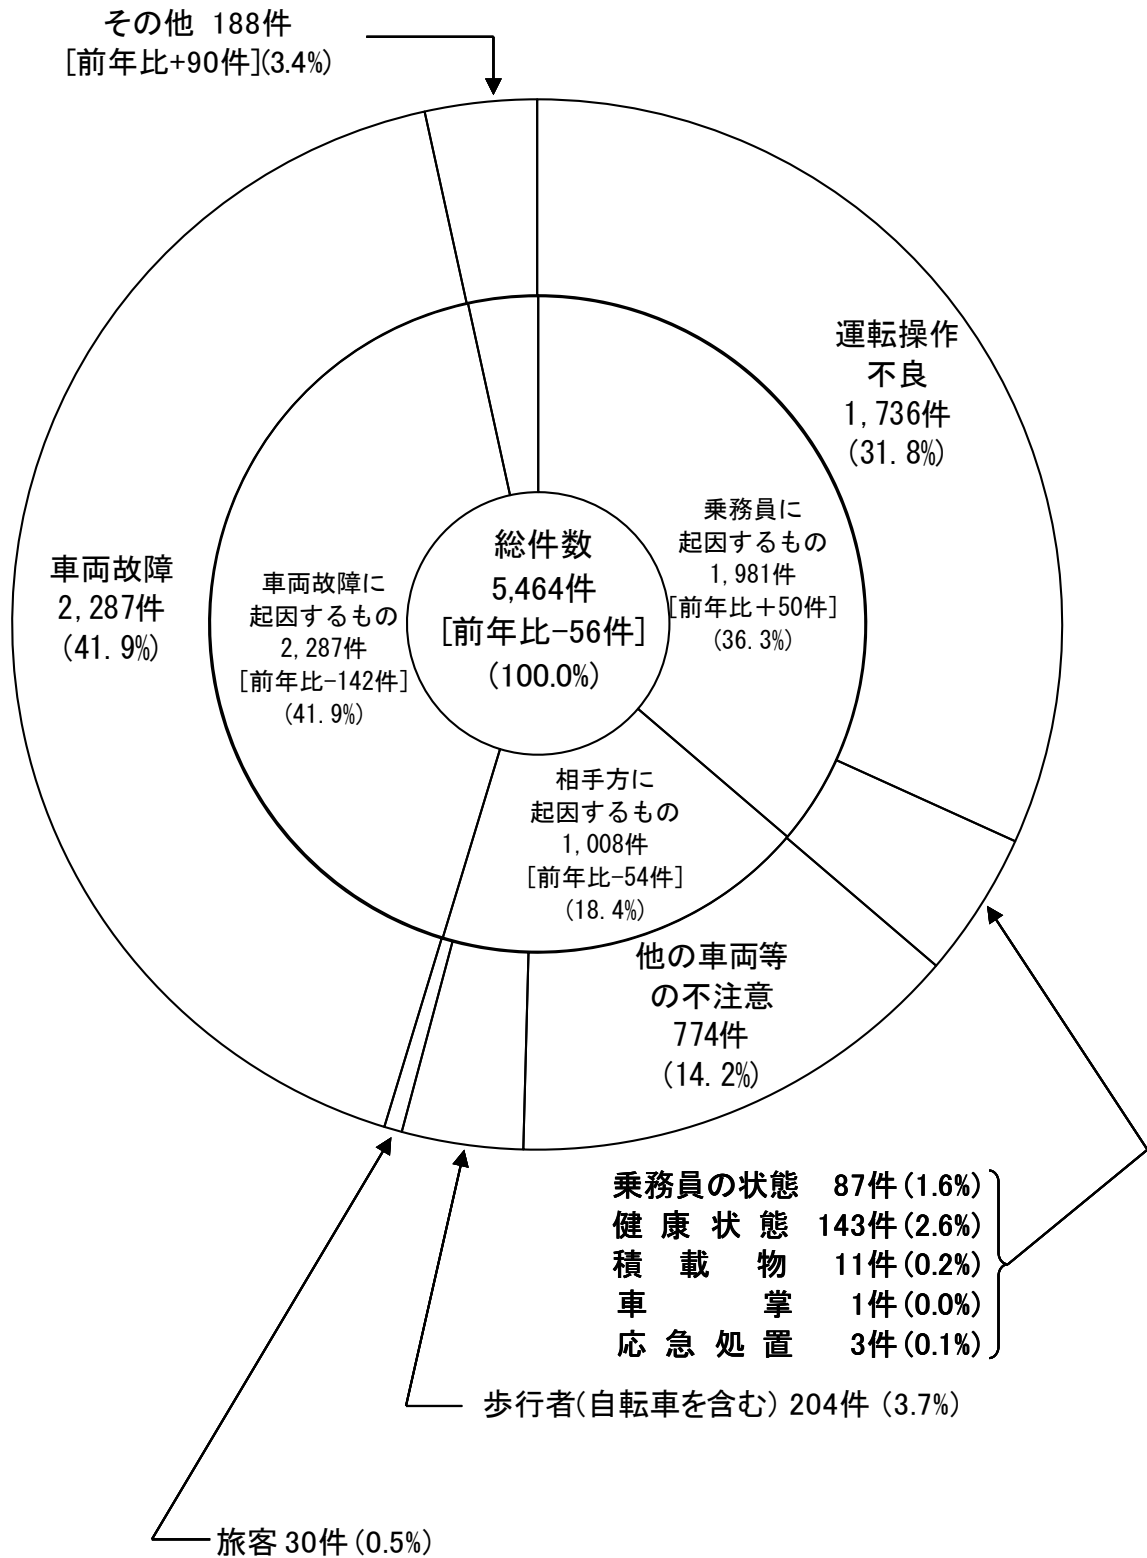 その他 188件
[前年比+90件](3.4%)
運転操作
不良
1,736件
(31.8%)
乗務員に
起因するもの
1,981件
[前年比＋50件]
(36.3%)
総件数
5,464件
[前年比-56件]
(100.0%)
車両故障
2,287件
(41.9%)
車両故障に
起因するもの
2,287件
[前年比-142件]
(41.9%)
相手方に
起因するもの
1,008件
[前年比-54件]
(18.4%)
他の車両等
の不注意
774件
(14.2%)
乗務員の状態 87件(1.6%)
健康状態 143件(2.6%)
積載物 11件(0.2%)
車掌 1件(0.0%)
応急処置 3件(0.1%)
歩行者(自転車を含む) 204件 (3.7%)
旅客 30件(0.5%)